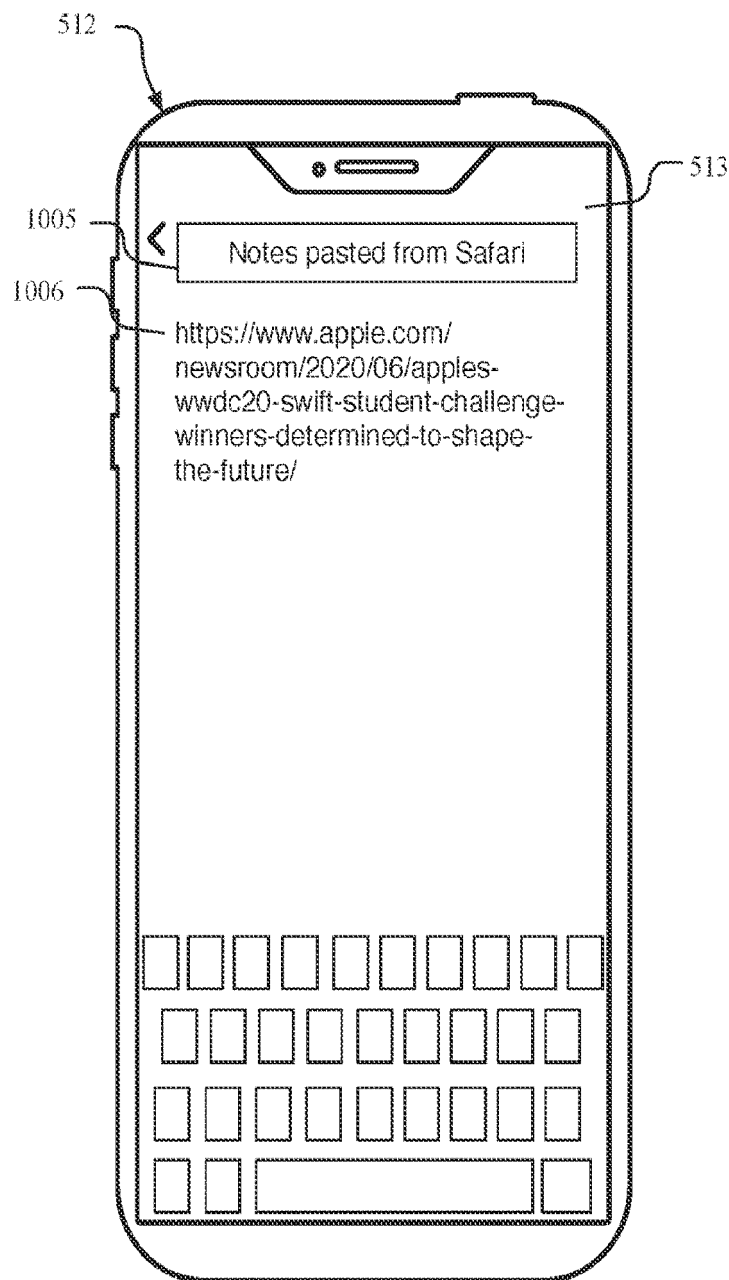 512
513
1005
Notes pasted from Safari
1006
https://www.apple.com/
newsroom/2020/06/apples-
wwdc20-swift-student-challenge-
winners-determined-to-shape-
the-future/